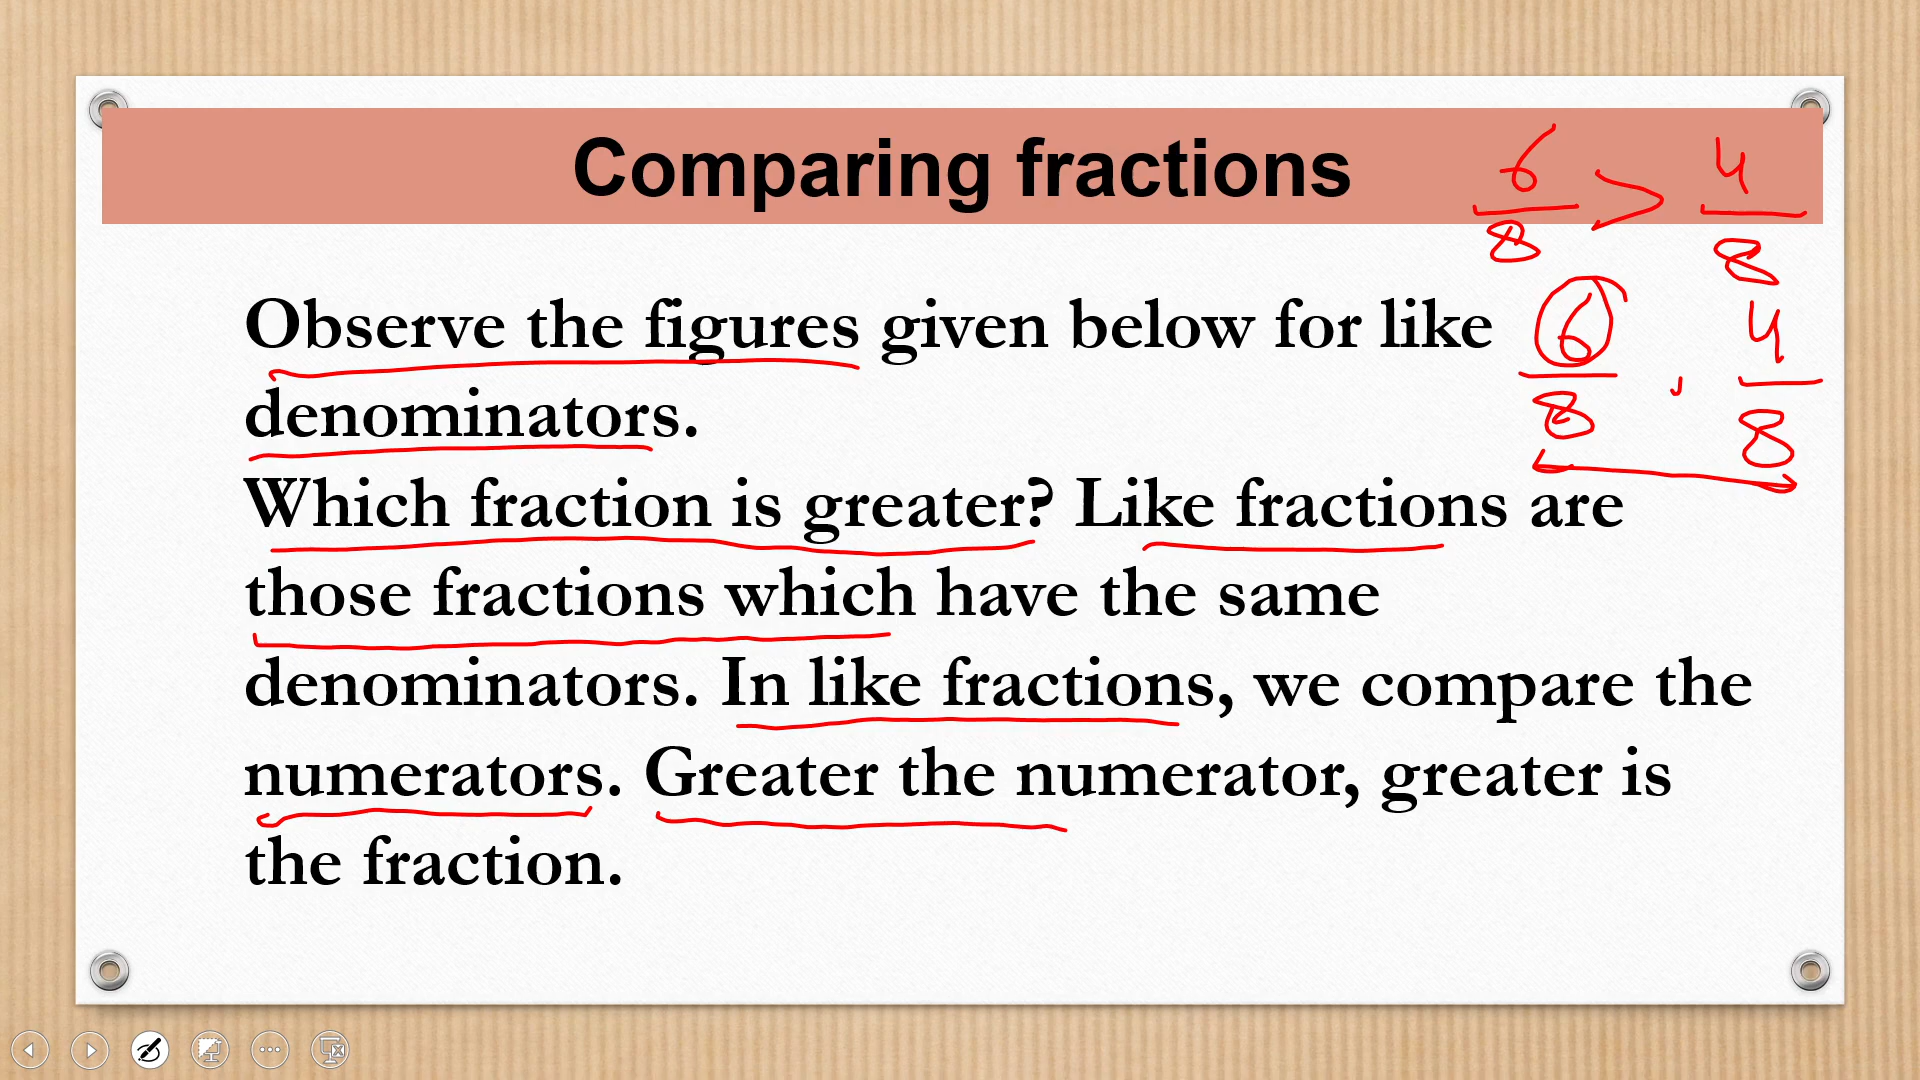 Comparing fractions
6/8 > 4/8
Observe the figures given below for like
6/8 , 4/8
denominators.
Which fraction is greater? Like fractions are
those fractions which have the same
denominators. In like fractions, we compare the
numerators. Greater the numerator, greater is
the fraction.